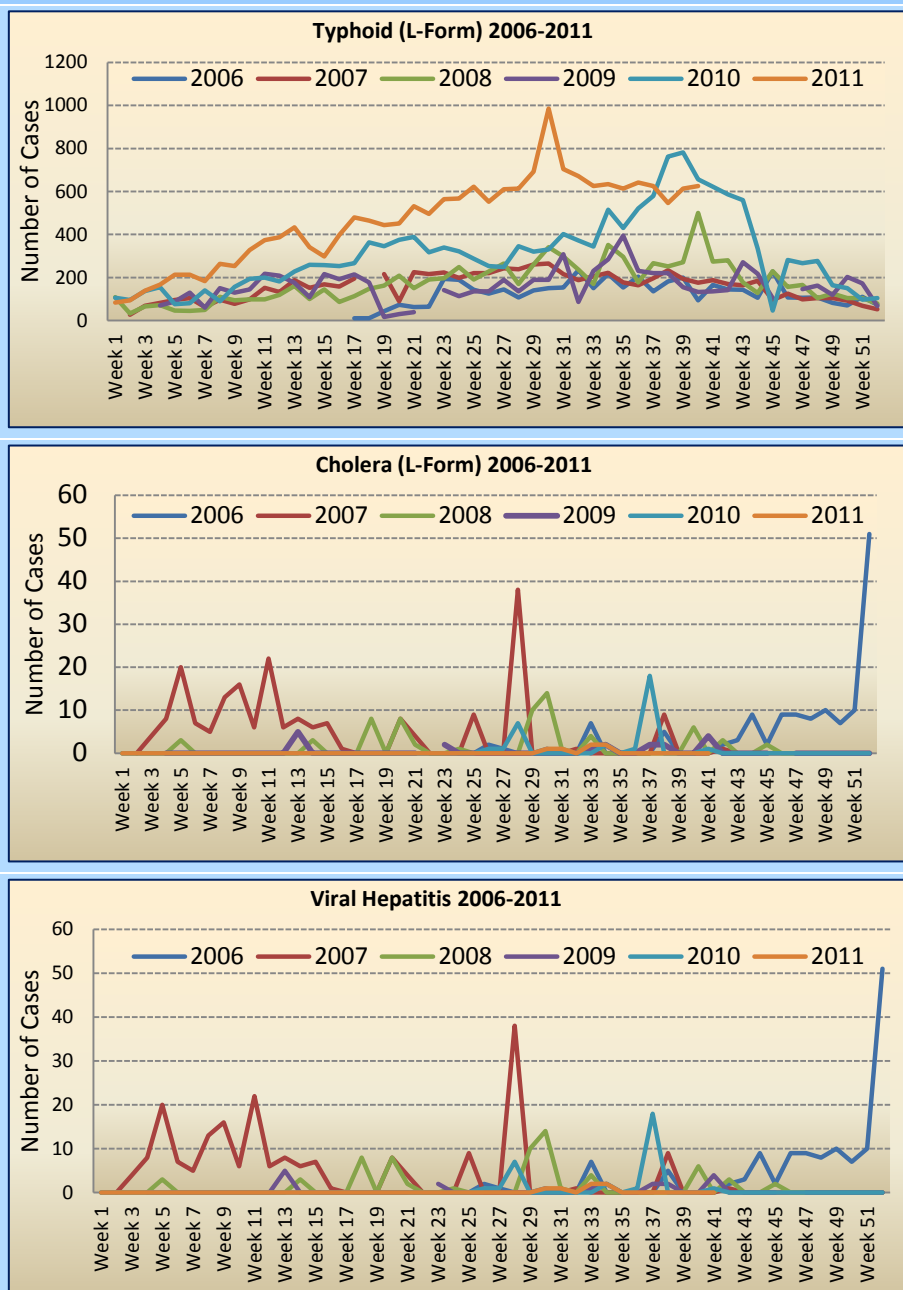 Typhoid (L-Form) 2006-2011
1200
1000
800
600
400
200
0
Number of Cases
2006 2007 2008 2009 2010 2011
Week 1 Week 3 Week 5 Week 7 Week 9 Week 11 Week 13 Week 15 Week 17 Week 19 Week 21 Week 23 Week 25 Week 27 Week 29 Week 31 Week 33 Week 35 Week 37 Week 39 Week 41 Week 43 Week 45 Week 47 Week 49 Week 51
Cholera (L-Form) 2006-2011
60
50
40
30
20
10
0
Number of Cases
2006 2007 2008 2009 2010 2011
Week 1 Week 3 Week 5 Week 7 Week 9 Week 11 Week 13 Week 15 Week 17 Week 19 Week 21 Week 23 Week 25 Week 27 Week 29 Week 31 Week 33 Week 35 Week 37 Week 39 Week 41 Week 43 Week 45 Week 47 Week 49 Week 51
Viral Hepatitis 2006-2011
60
50
40
30
20
10
0
Number of Cases
2006 2007 2008 2009 2010 2011
Week 1 Week 3 Week 5 Week 7 Week 9 Week 11 Week 13 Week 15 Week 17 Week 19 Week 21 Week 23 Week 25 Week 27 Week 29 Week 31 Week 33 Week 35 Week 37 Week 39 Week 41 Week 43 Week 45 Week 47 Week 49 Week 51